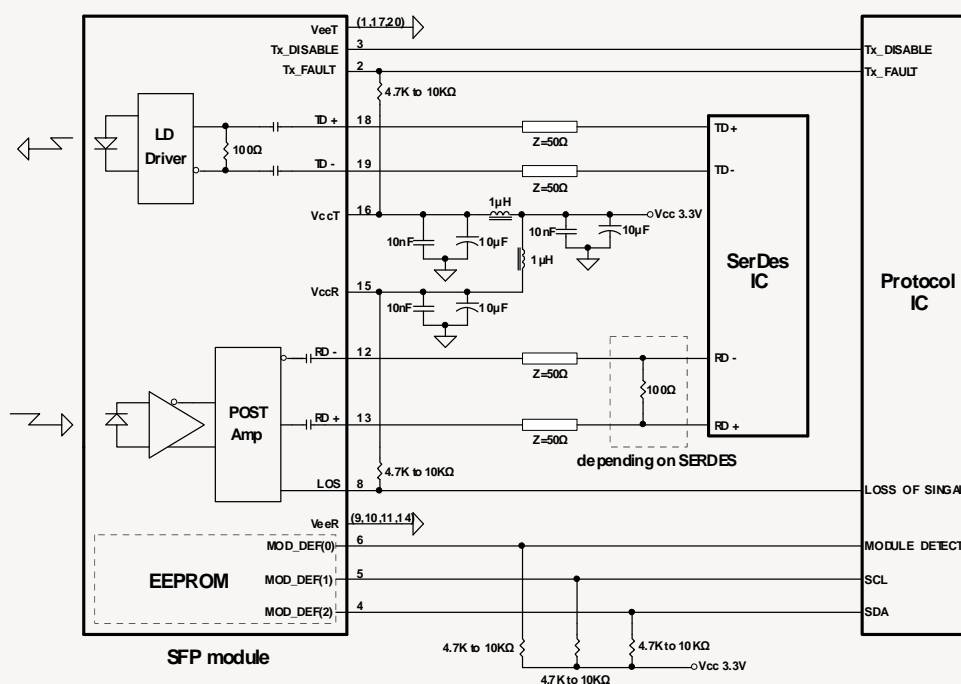 VeeT (1,17,20)
Tx_DISABLE 3 Tx_DISABLE
Tx_FAULT 2 Tx_FAULT
4.7K to 10KΩ
LD Driver
100Ω
TD+ 18 Z=50Ω TD+
TD - 19 Z=50Ω TD-
1μH
VccT 16 Vcc 3.3V
10nF 10μF 10nF 10μF
1μH
SerDes IC
Protocol IC
VccR 15
10nF 10μF
RD - 12 Z=50Ω RD -
100Ω
POST Amp
RD + 13 Z=50Ω RD +
depending on SERDES
4.7K to 10KΩ
LOS 8 LOSS OF SINGAL
VeeR (9,10,11,14)
MOD_DEF(0) 6 MODULE DETECT
EEPROM
MOD_DEF(1) 5 SCL
MOD_DEF(2) 4 SDA
4.7K to 10KΩ 4.7K to 10KΩ
SFP module
Vcc 3.3V
4.7K to 10KΩ